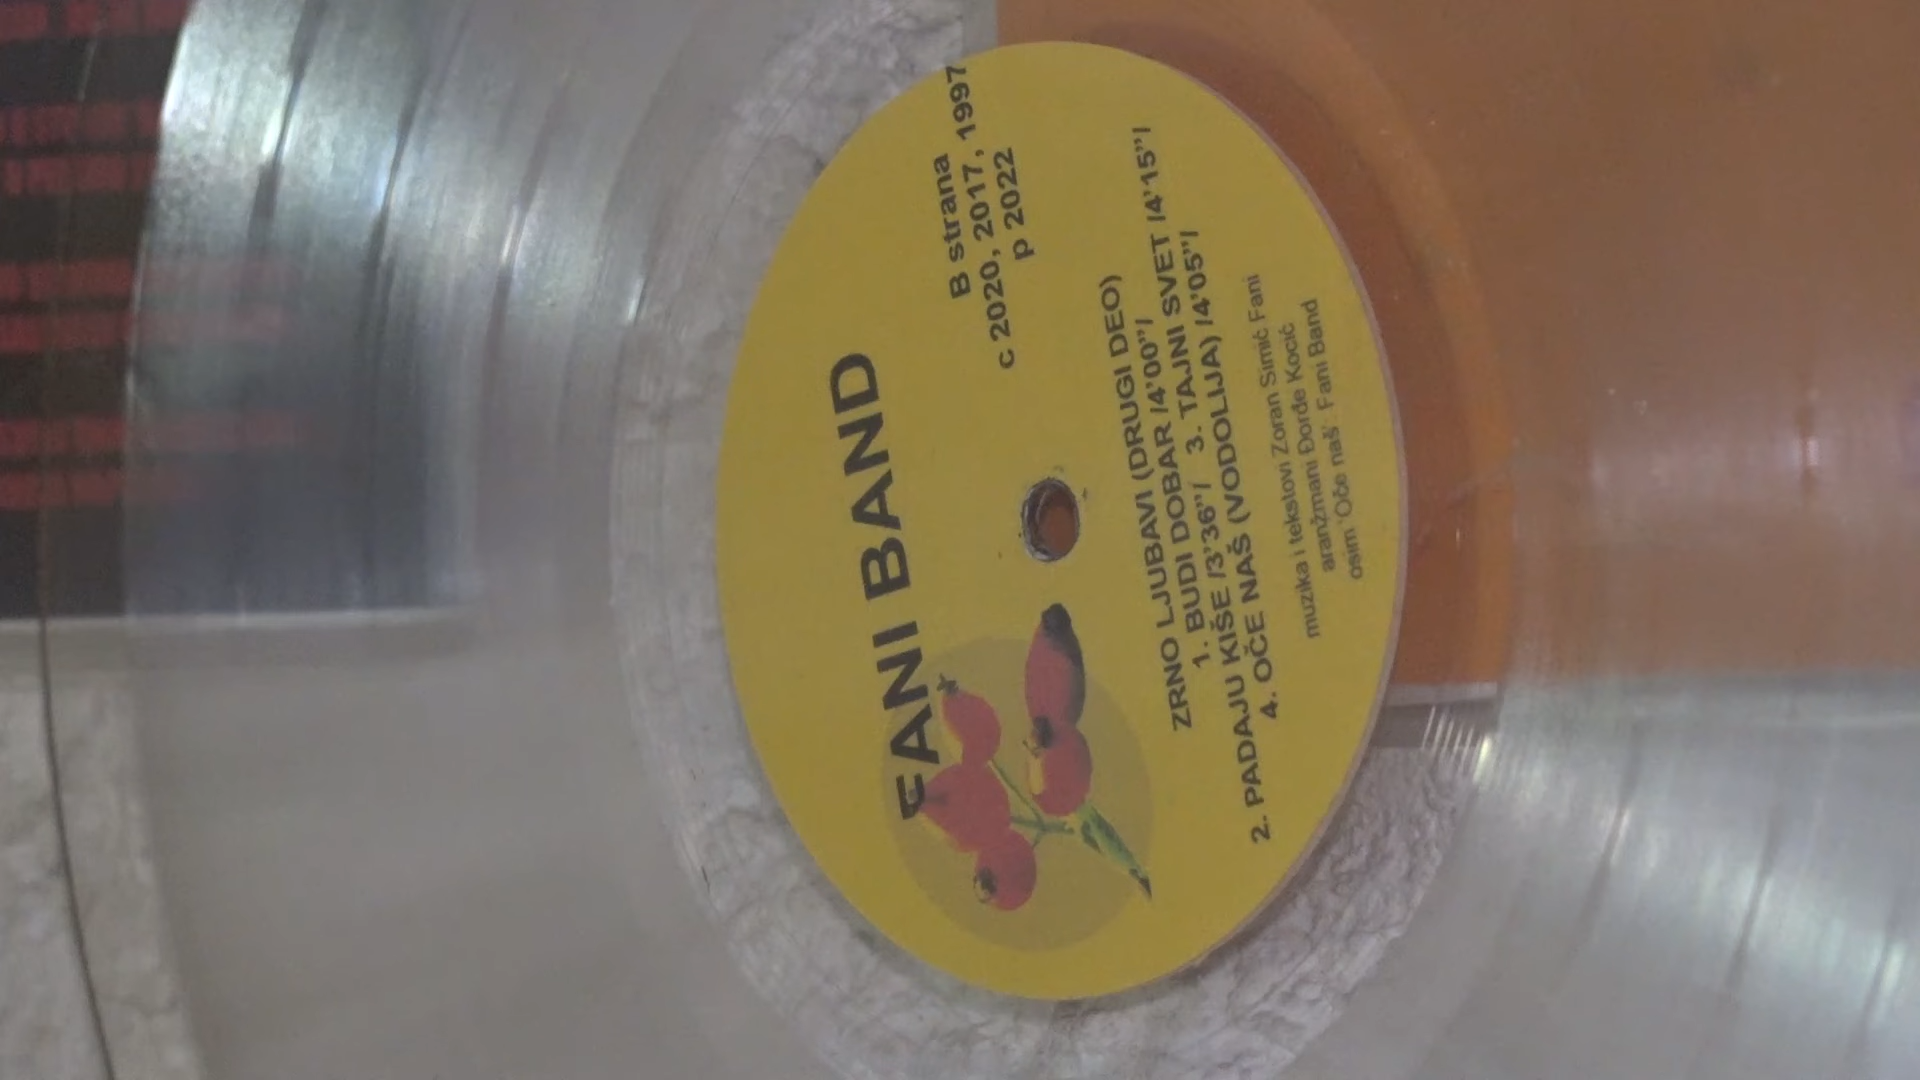 FANI BAND
B strana
c 2020, 2017, 1997
p 2022
ZRNO LJUBAVI (DRUGI DEO)
1. BUDI DOBAR /4'00"/
2. PADAJU KIŠE /3'36"/ 3. TAJNI SVET /4'15"/
4. OČE NAŠ (VODOLIJA) /4'05"/
muzika i tekstovi Zoran Simić Fani
aranžmani Đorđe Kocić
osim 'Oče naš': Fani Band